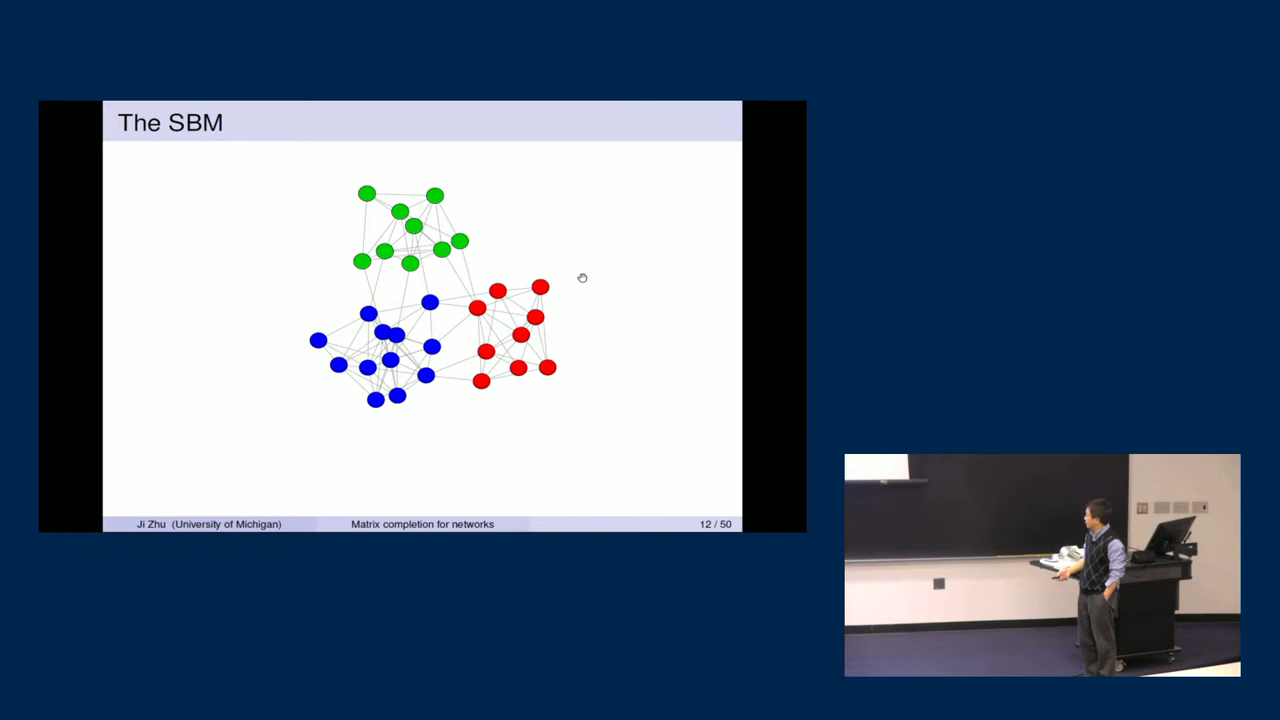 The SBM
Ji Zhu (University of Michigan)
Matrix completion for networks
12 / 50